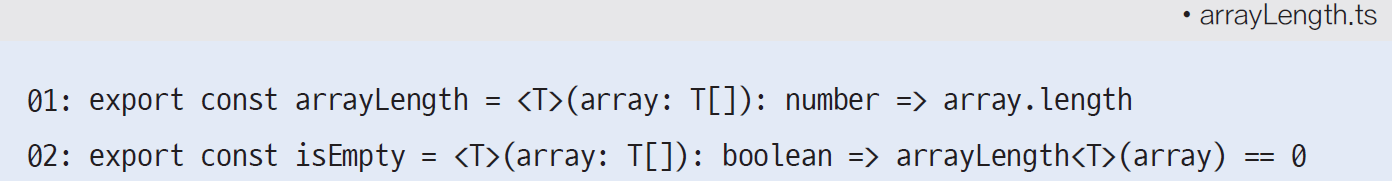 • arrayLength.ts
01: export const arrayLength = <T>(array: T[]): number => array.length
02: export const isEmpty = <T>(array: T[]): boolean => arrayLength<T>(array) == 0